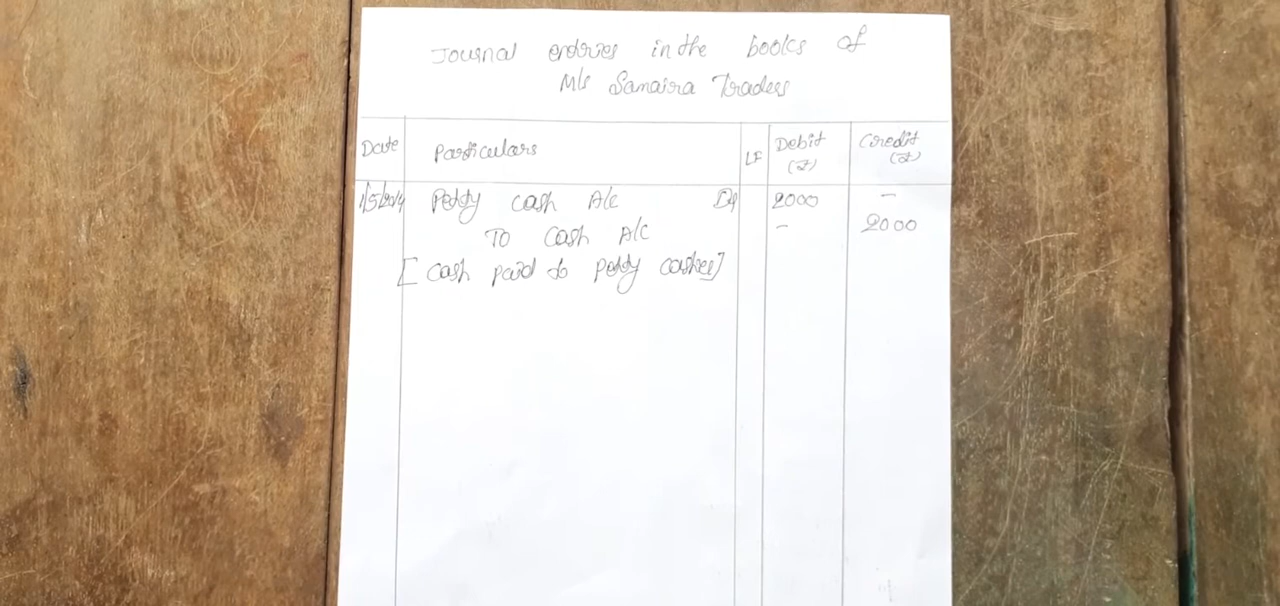 Journal entries in the books of
M/s Samaira Traders
Date Particulars LF Debit (₹) Credit (₹)
1/5/2014 Petty cash A/c Dr 2000 -
To Cash A/c - 2000
[cash paid to petty cashier]